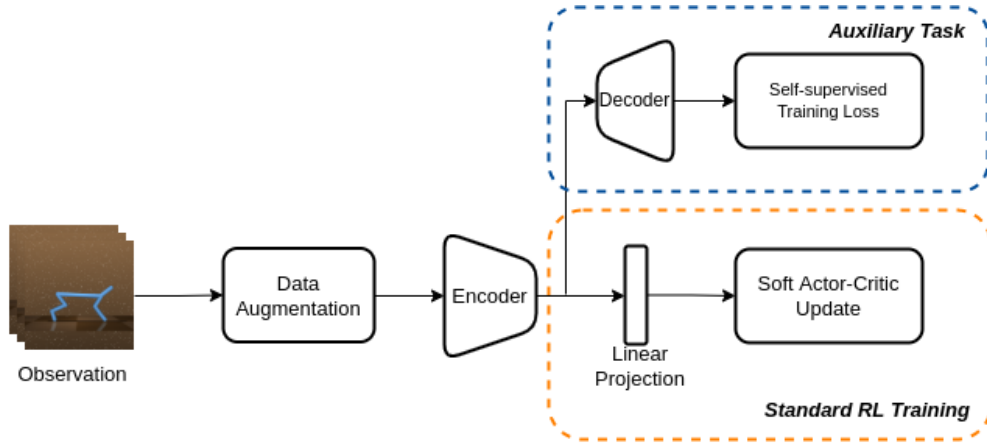 Auxiliary Task
Decoder
Self-supervised
Training Loss
Observation
Data
Augmentation
Encoder
Linear
Projection
Soft Actor-Critic
Update
Standard RL Training